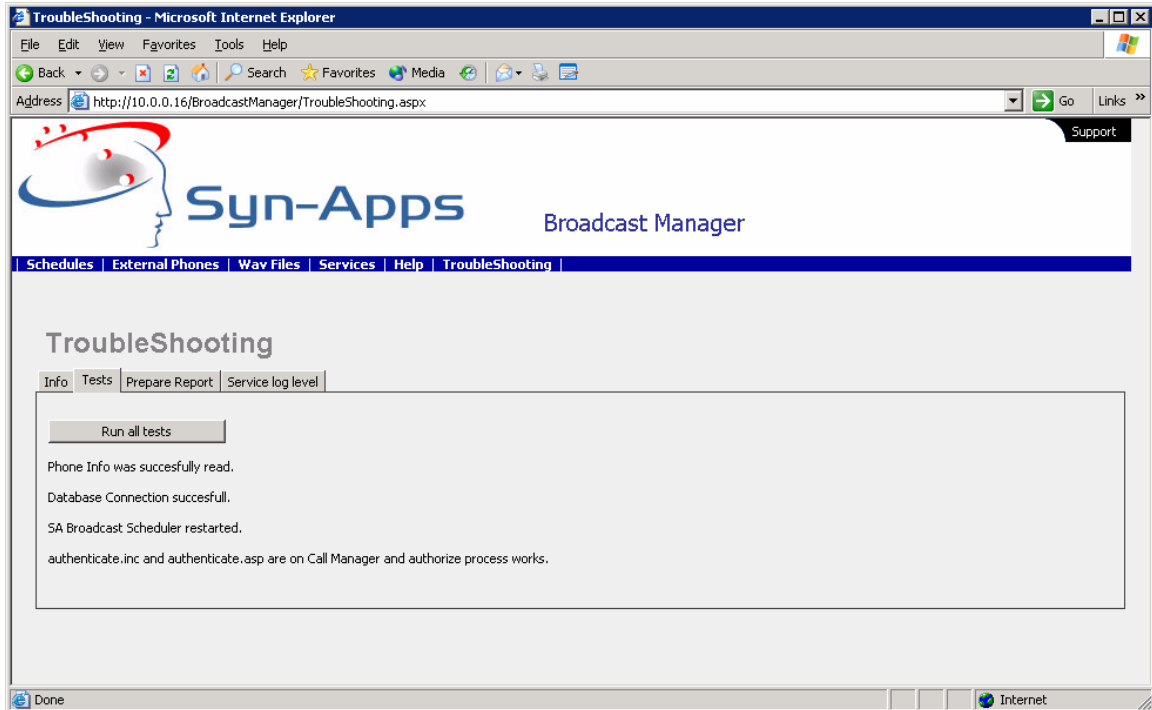 TroubleShooting - Microsoft Internet Explorer
File Edit View Favorites Tools Help
Back Search Favorites Media
Address http://10.0.0.16/BroadcastManager/TroubleShooting.aspx Go Links »
Support
Syn-Apps
Broadcast Manager
| Schedules | External Phones | Wav Files | Services | Help | TroubleShooting |
TroubleShooting
Info Tests Prepare Report Service log level
Run all tests
Phone Info was succesfully read.
Database Connection succesfull.
SA Broadcast Scheduler restarted.
authenticate.inc and authenticate.asp are on Call Manager and authorize process works.
Done Internet